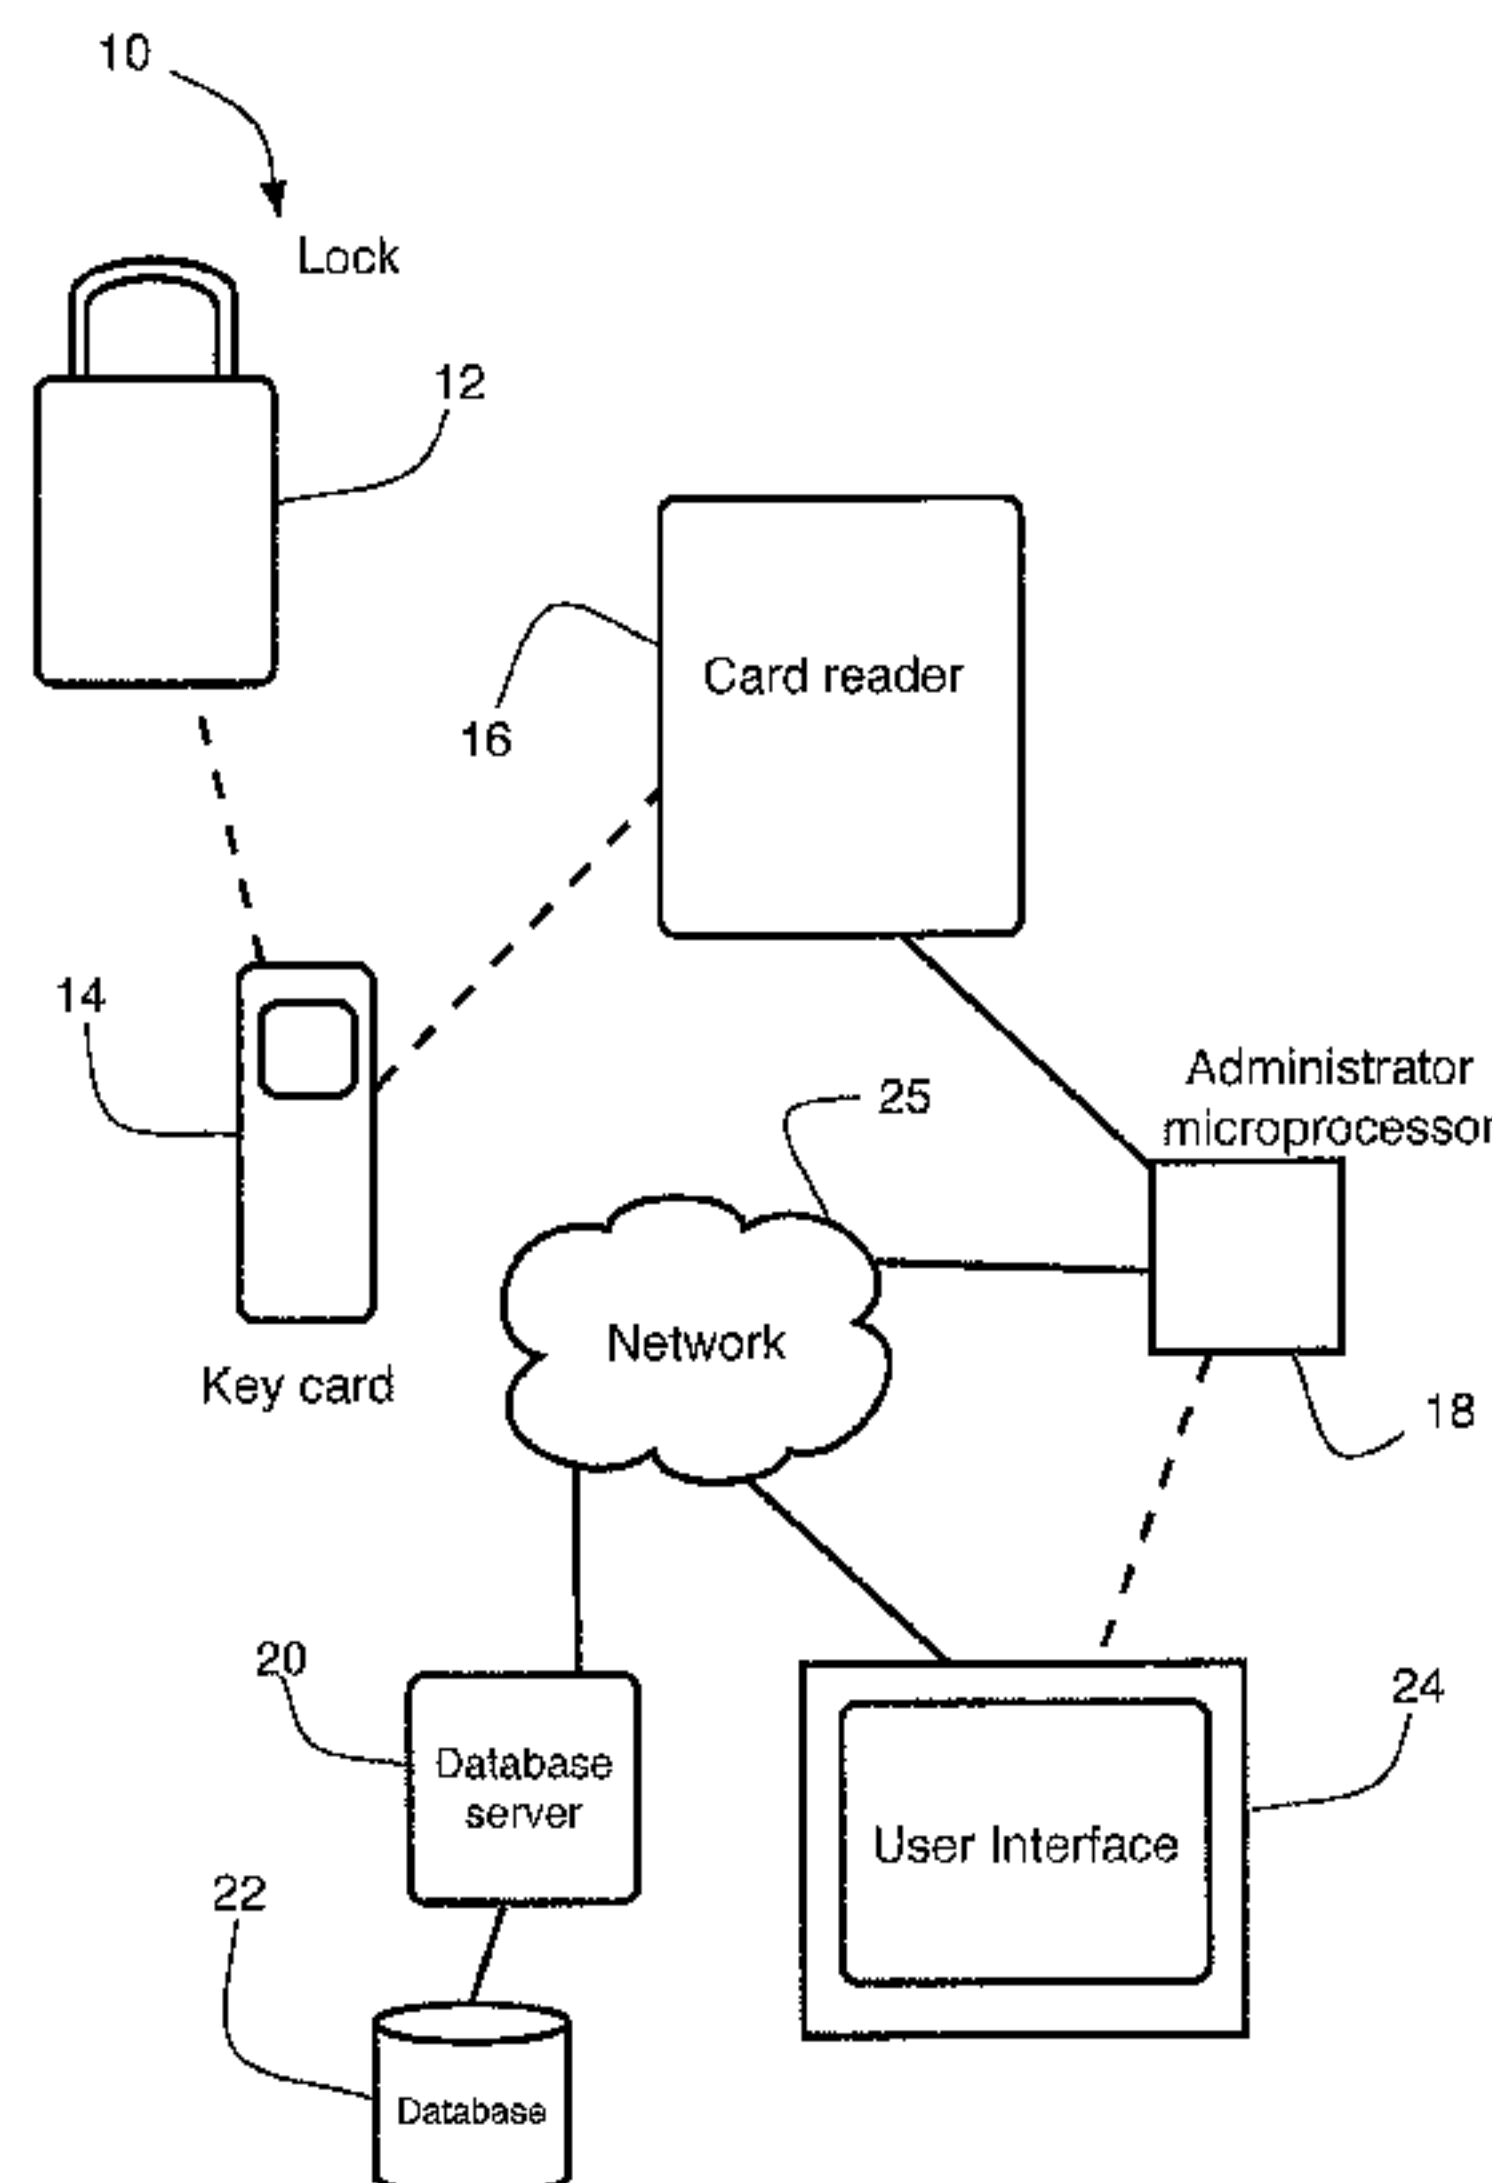 10
Lock
12
Card reader
16
14
25
Administrator
microprocessor
Network
Key card
18
20
24
Database
server
User Interface
22
Database